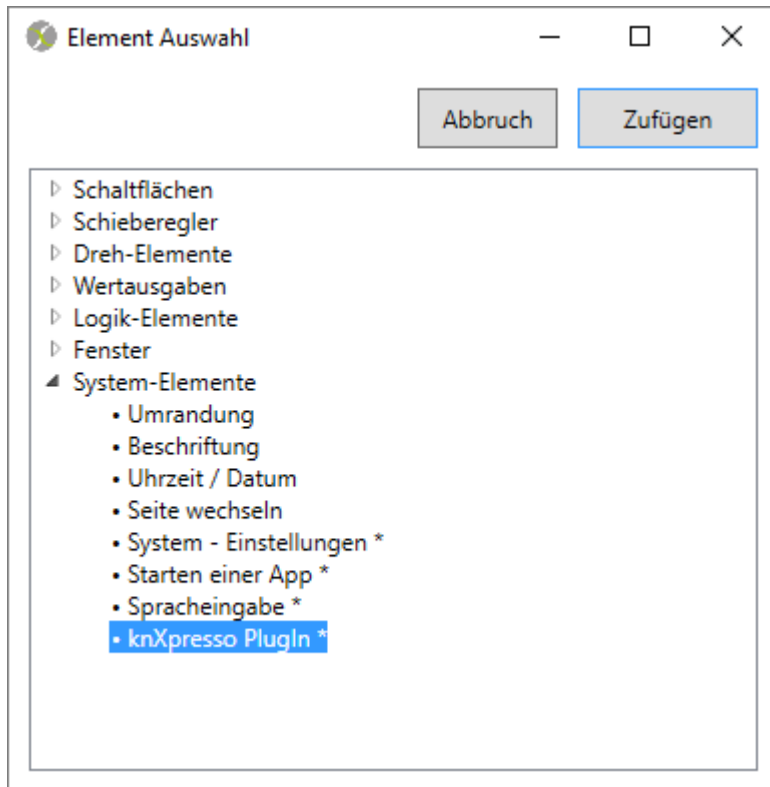 Element Auswahl
Abbruch
Zufügen
Schaltflächen
Schieberegler
Dreh-Elemente
Wertausgaben
Logik-Elemente
Fenster
System-Elemente
• Umrandung
• Beschriftung
• Uhrzeit / Datum
• Seite wechseln
• System - Einstellungen *
• Starten einer App *
• Spracheingabe *
• knXpresso PlugIn *